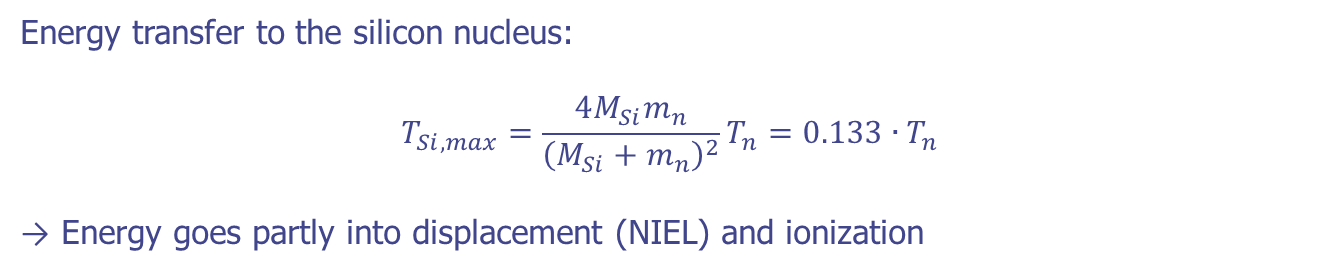 Energy transfer to the silicon nucleus:
T_{Si,max} = \frac{4M_{Si}m_n}{(M_{Si} + m_n)^2} T_n = 0.133 · T_n
→ Energy goes partly into displacement (NIEL) and ionization